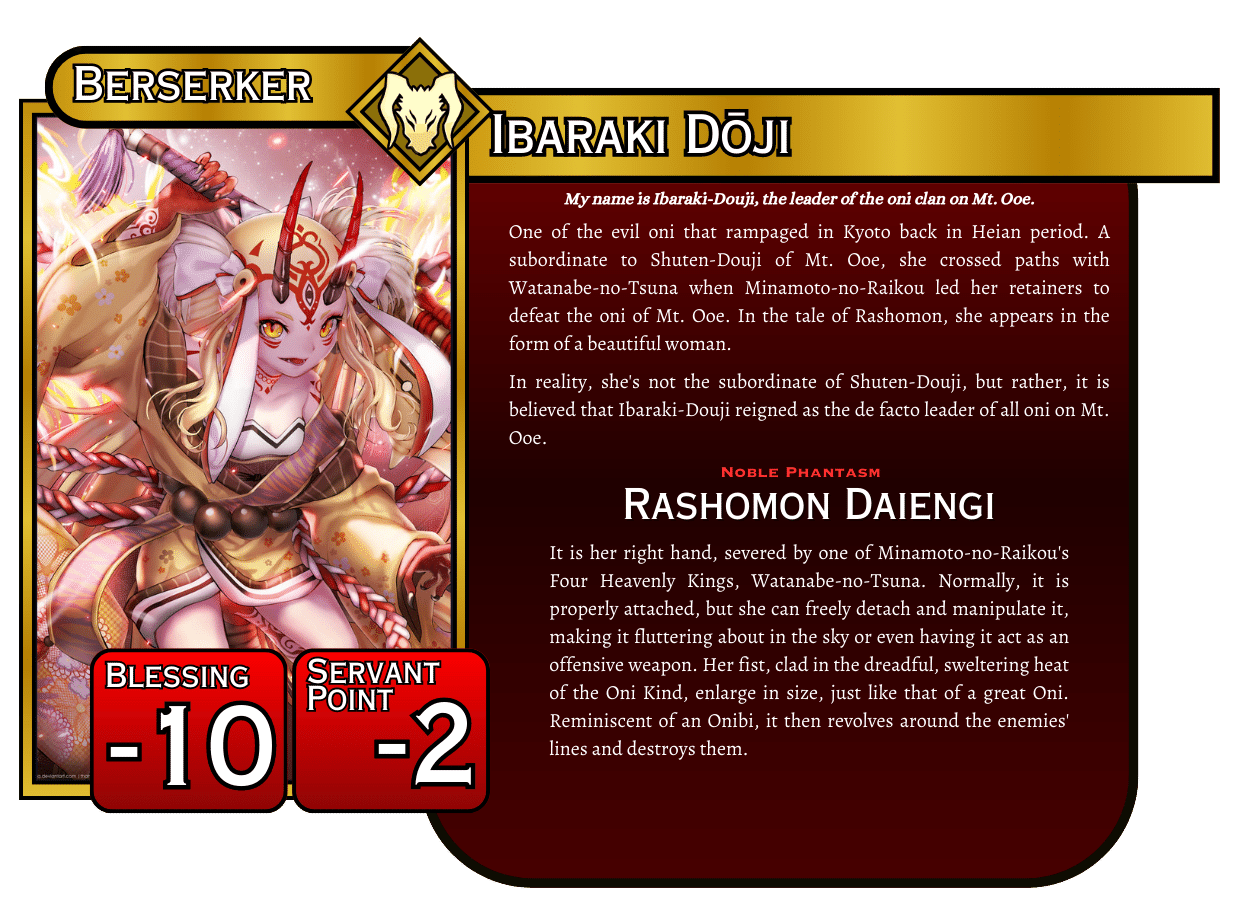 BERSERKER
IBARAKI DŌJI
My name is Ibaraki-Douji, the leader of the oni clan on Mt. Ooe.
One of the evil oni that rampaged in Kyoto back in Heian period. A
subordinate to Shuten-Douji of Mt. Ooe, she crossed paths with
Watanabe-no-Tsuna when Minamoto-no-Raikou led her retainers to
defeat the oni of Mt. Ooe. In the tale of Rashomon, she appears in the
form of a beautiful woman.
In reality, she's not the subordinate of Shuten-Douji, but rather, it is
believed that Ibaraki-Douji reigned as the de facto leader of all oni on Mt.
Ooe.
NOBLE PHANTASM
RASHOMON DAIENGI
It is her right hand, severed by one of Minamoto-no-Raikou's
Four Heavenly Kings, Watanabe-no-Tsuna. Normally, it is
properly attached, but she can freely detach and manipulate it,
making it fluttering about in the sky or even having it act as an
offensive weapon. Her fist, clad in the dreadful, sweltering heat
of the Oni Kind, enlarge in size, just like that of a great Oni.
Reminiscent of an Onibi, it then revolves around the enemies'
lines and destroys them.
BLESSING
-10
SERVANT
POINT
-2